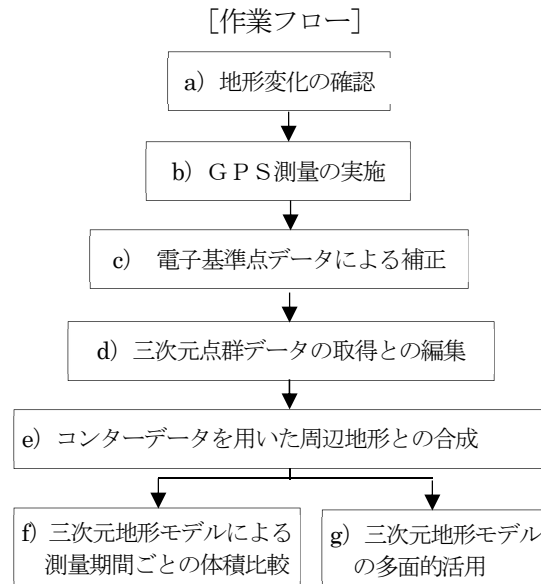 ［作業フロー］
a) 地形変化の確認
b) ＧＰＳ測量の実施
c) 電子基準点データによる補正
d) 三次元点群データの取得との編集
e) コンターデータを用いた周辺地形との合成
f) 三次元地形モデルによる
測量期間ごとの体積比較
g) 三次元地形モデル
の多面的活用